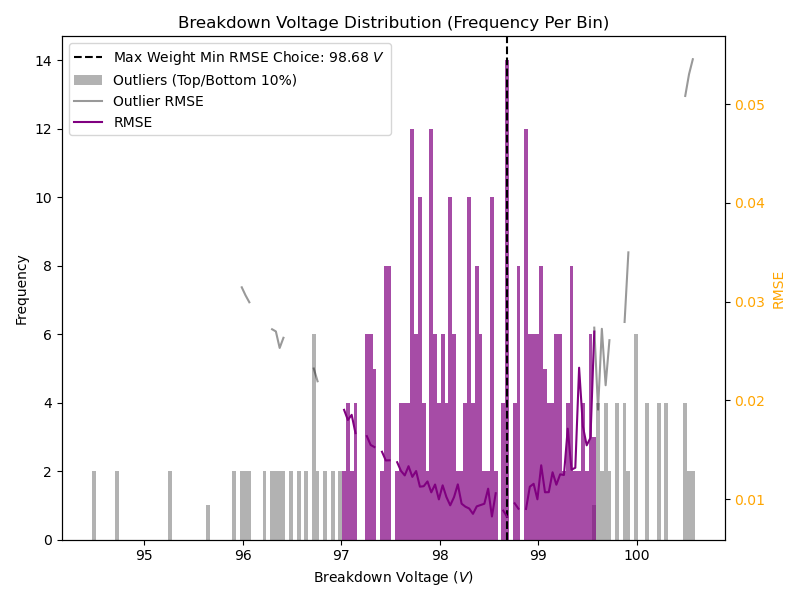 Breakdown Voltage Distribution (Frequency Per Bin)
Max Weight Min RMSE Choice: 98.68 V
Outliers (Top/Bottom 10%)
Outlier RMSE
RMSE
14
12
10
8
6
4
2
0
Frequency
0.05
0.04
0.03
0.02
0.01
RMSE
95 96 97 98 99 100
Breakdown Voltage (V)